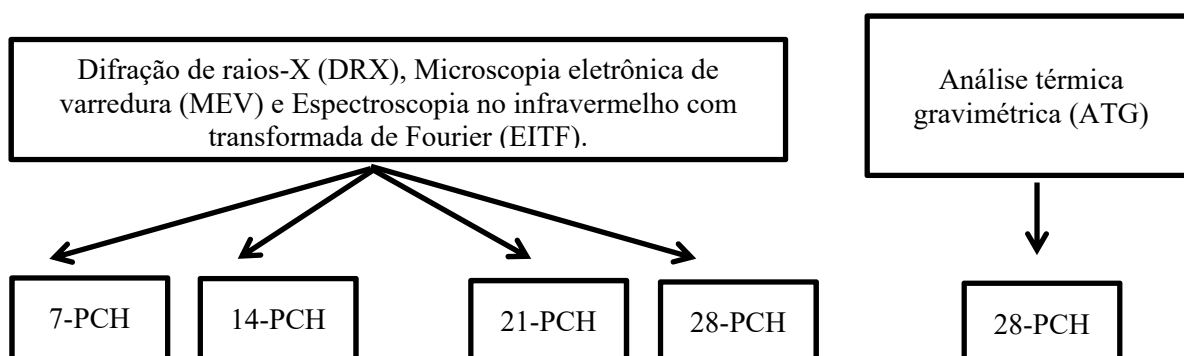 Difração de raios-X (DRX), Microscopia eletrônica de
varredura (MEV) e Espectroscopia no infravermelho com
transformada de Fourier (EITF).
Análise térmica
gravimétrica (ATG)
7-PCH
14-PCH
21-PCH
28-PCH
28-PCH